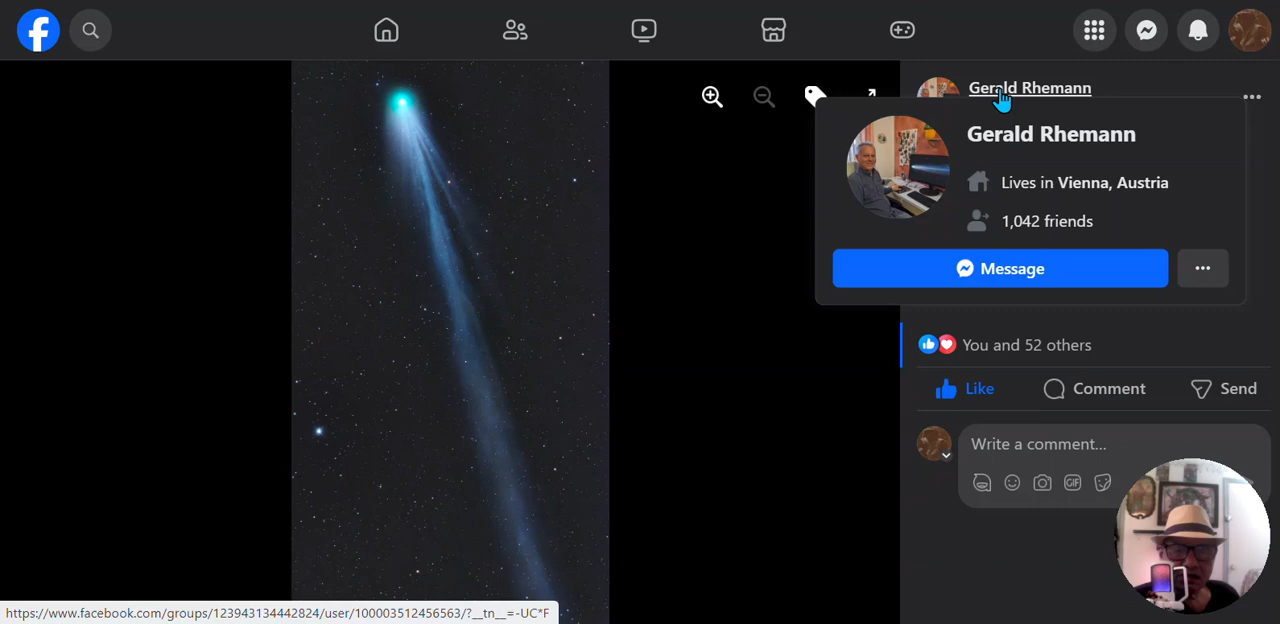 Gerald Rhemann
Gerald Rhemann
Lives in Vienna, Austria
1,042 friends
Message
You and 52 others
Like
Comment
Send
Write a comment...
GIF
https://www.facebook.com/groups/123943134442824/user/100003512456563/?__tn__=-UC*F